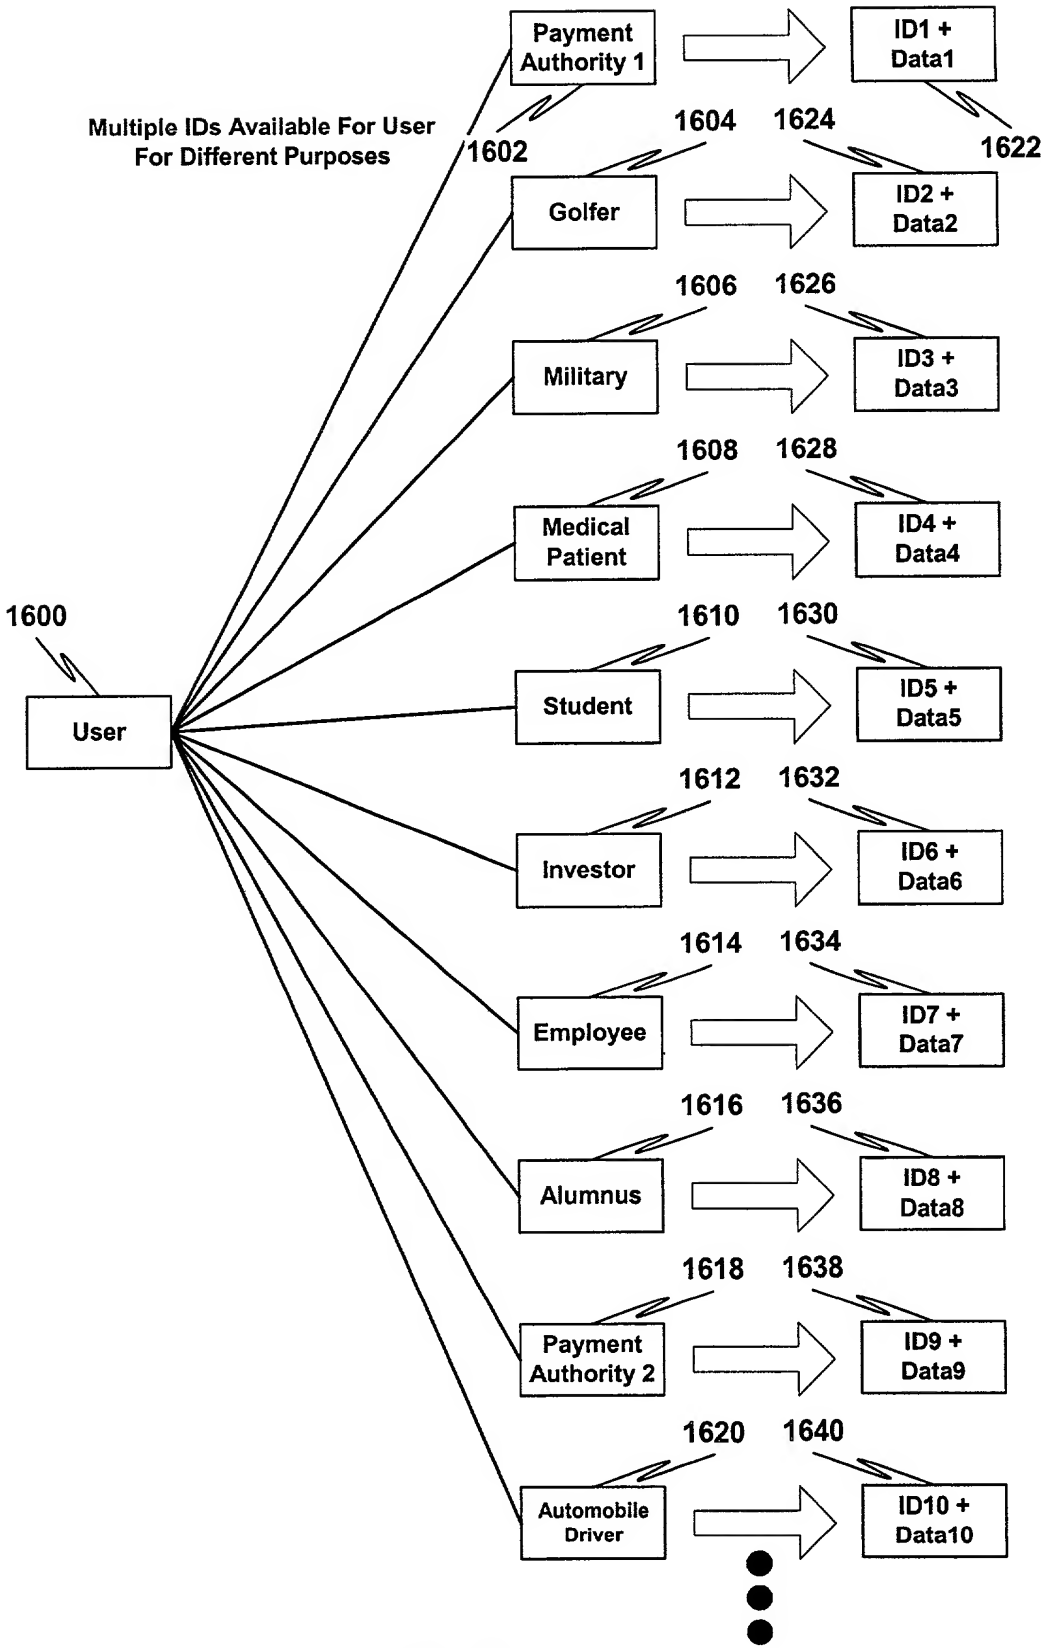 Payment
Authority 1
ID1 +
Data1
Multiple IDs Available For User
For Different Purposes
1602
1604
1624
1622
Golfer
ID2 +
Data2
1606
1626
Military
ID3 +
Data3
1608
1628
Medical
Patient
ID4 +
Data4
1600
1610
1630
User
Student
ID5 +
Data5
1612
1632
Investor
ID6 +
Data6
1614
1634
Employee
ID7 +
Data7
1616
1636
Alumnus
ID8 +
Data8
1618
1638
Payment
Authority 2
ID9 +
Data9
1620
1640
Automobile
Driver
ID10 +
Data10